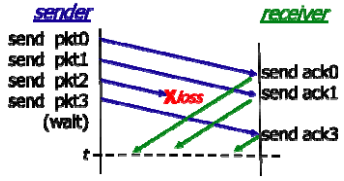 sender
receiver
send pkt0
send pkt1
send pkt2
send pkt3
(wait)
Xloss
send ack0
send ack1
send ack3
t